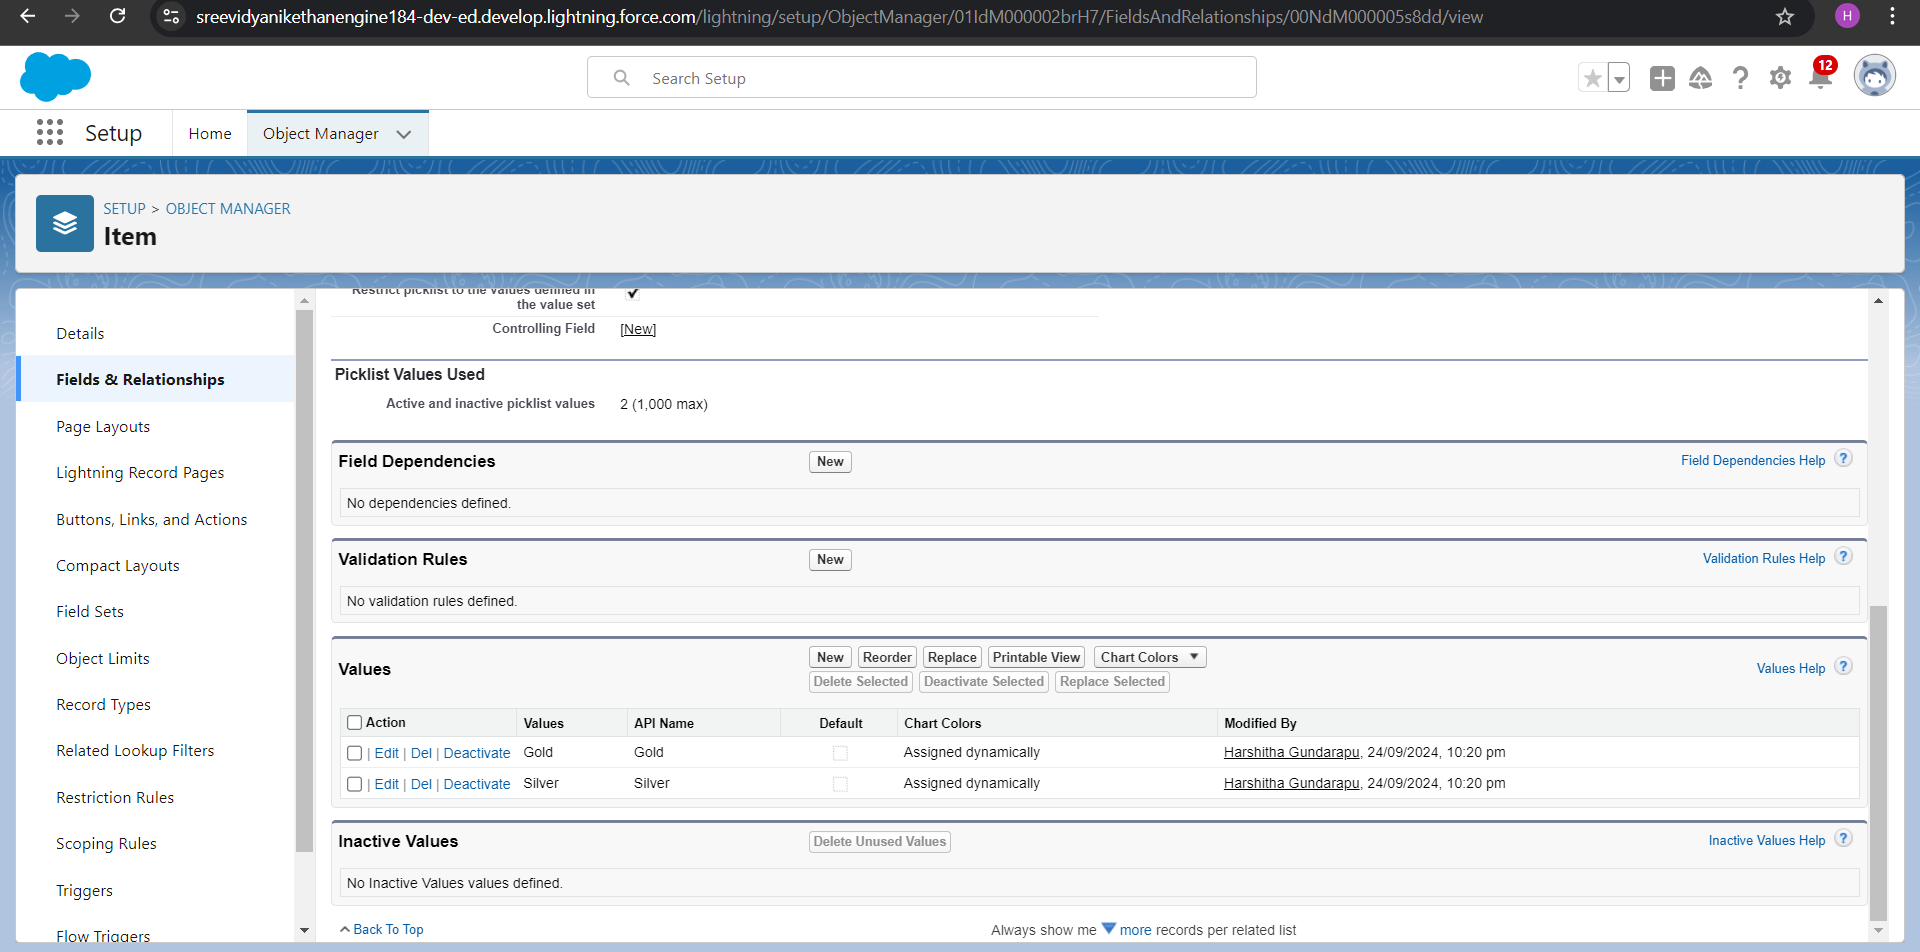 sreevidyanikethanengine184-dev-ed.develop.lightning.force.com/lightning/setup/ObjectManager/01IdM000002brH7/FieldsAndRelationships/00NdM000005s8dd/view
H
Search Setup
12
Setup
Home
Object Manager
SETUP > OBJECT MANAGER
Item
Details
Fields & Relationships
Page Layouts
Lightning Record Pages
Buttons, Links, and Actions
Compact Layouts
Field Sets
Object Limits
Record Types
Related Lookup Filters
Restriction Rules
Scoping Rules
Triggers
Flow Triggers
Restrict picklist to the values defined in
the value set
Controlling Field [New]
Picklist Values Used
Active and inactive picklist values 2 (1,000 max)
Field Dependencies New Field Dependencies Help ?
No dependencies defined.
Validation Rules New Validation Rules Help ?
No validation rules defined.
Values New Reorder Replace Printable View Chart Colors Values Help ?
Delete Selected Deactivate Selected Replace Selected
Action Values API Name Default Chart Colors Modified By
| Edit | Del | Deactivate Gold Gold Assigned dynamically Harshitha Gundarapu, 24/09/2024, 10:20 pm
| Edit | Del | Deactivate Silver Silver Assigned dynamically Harshitha Gundarapu, 24/09/2024, 10:20 pm
Inactive Values Delete Unused Values Inactive Values Help ?
No Inactive Values values defined.
Back To Top Always show me more records per related list